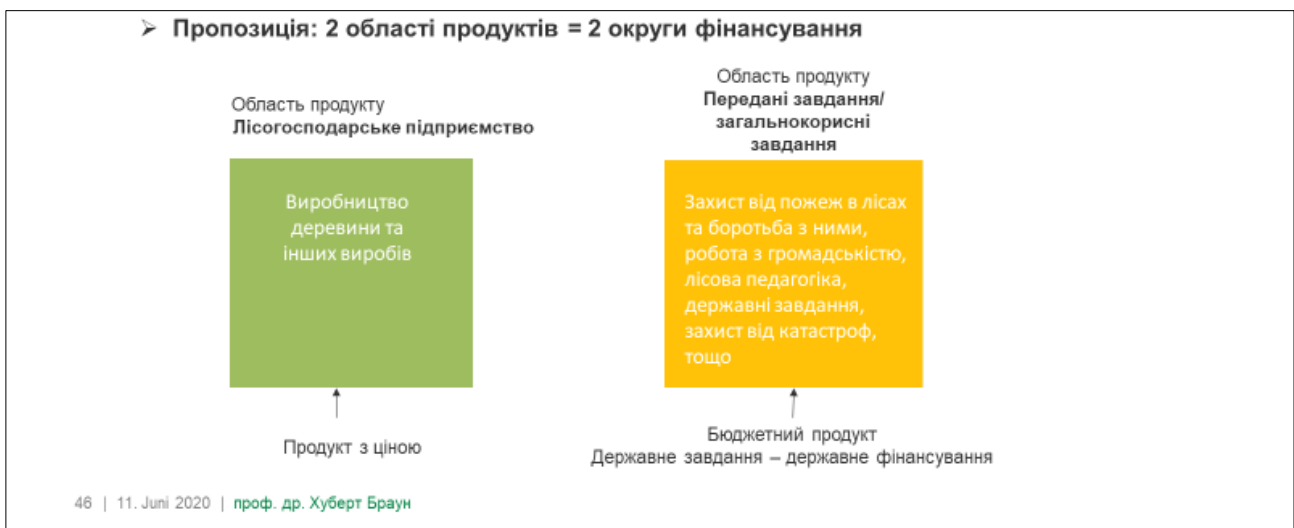 ➢ Пропозиція: 2 області продуктів = 2 округи фінансування
Область продукту
Лісогосподарське підприємство
Виробництво
деревини та
інших виробів
Продукт з ціною
Область продукту
Передані завдання/
загальнокорисні
завдання
Захист від пожеж в лісах
та боротьба з ними,
робота з громадськістю,
лісова педагогіка,
державні завдання,
захист від катастроф,
тощо
Бюджетний продукт
Державне завдання – державне фінансування
46 | 11. Juni 2020 | проф. др. Хуберт Браун